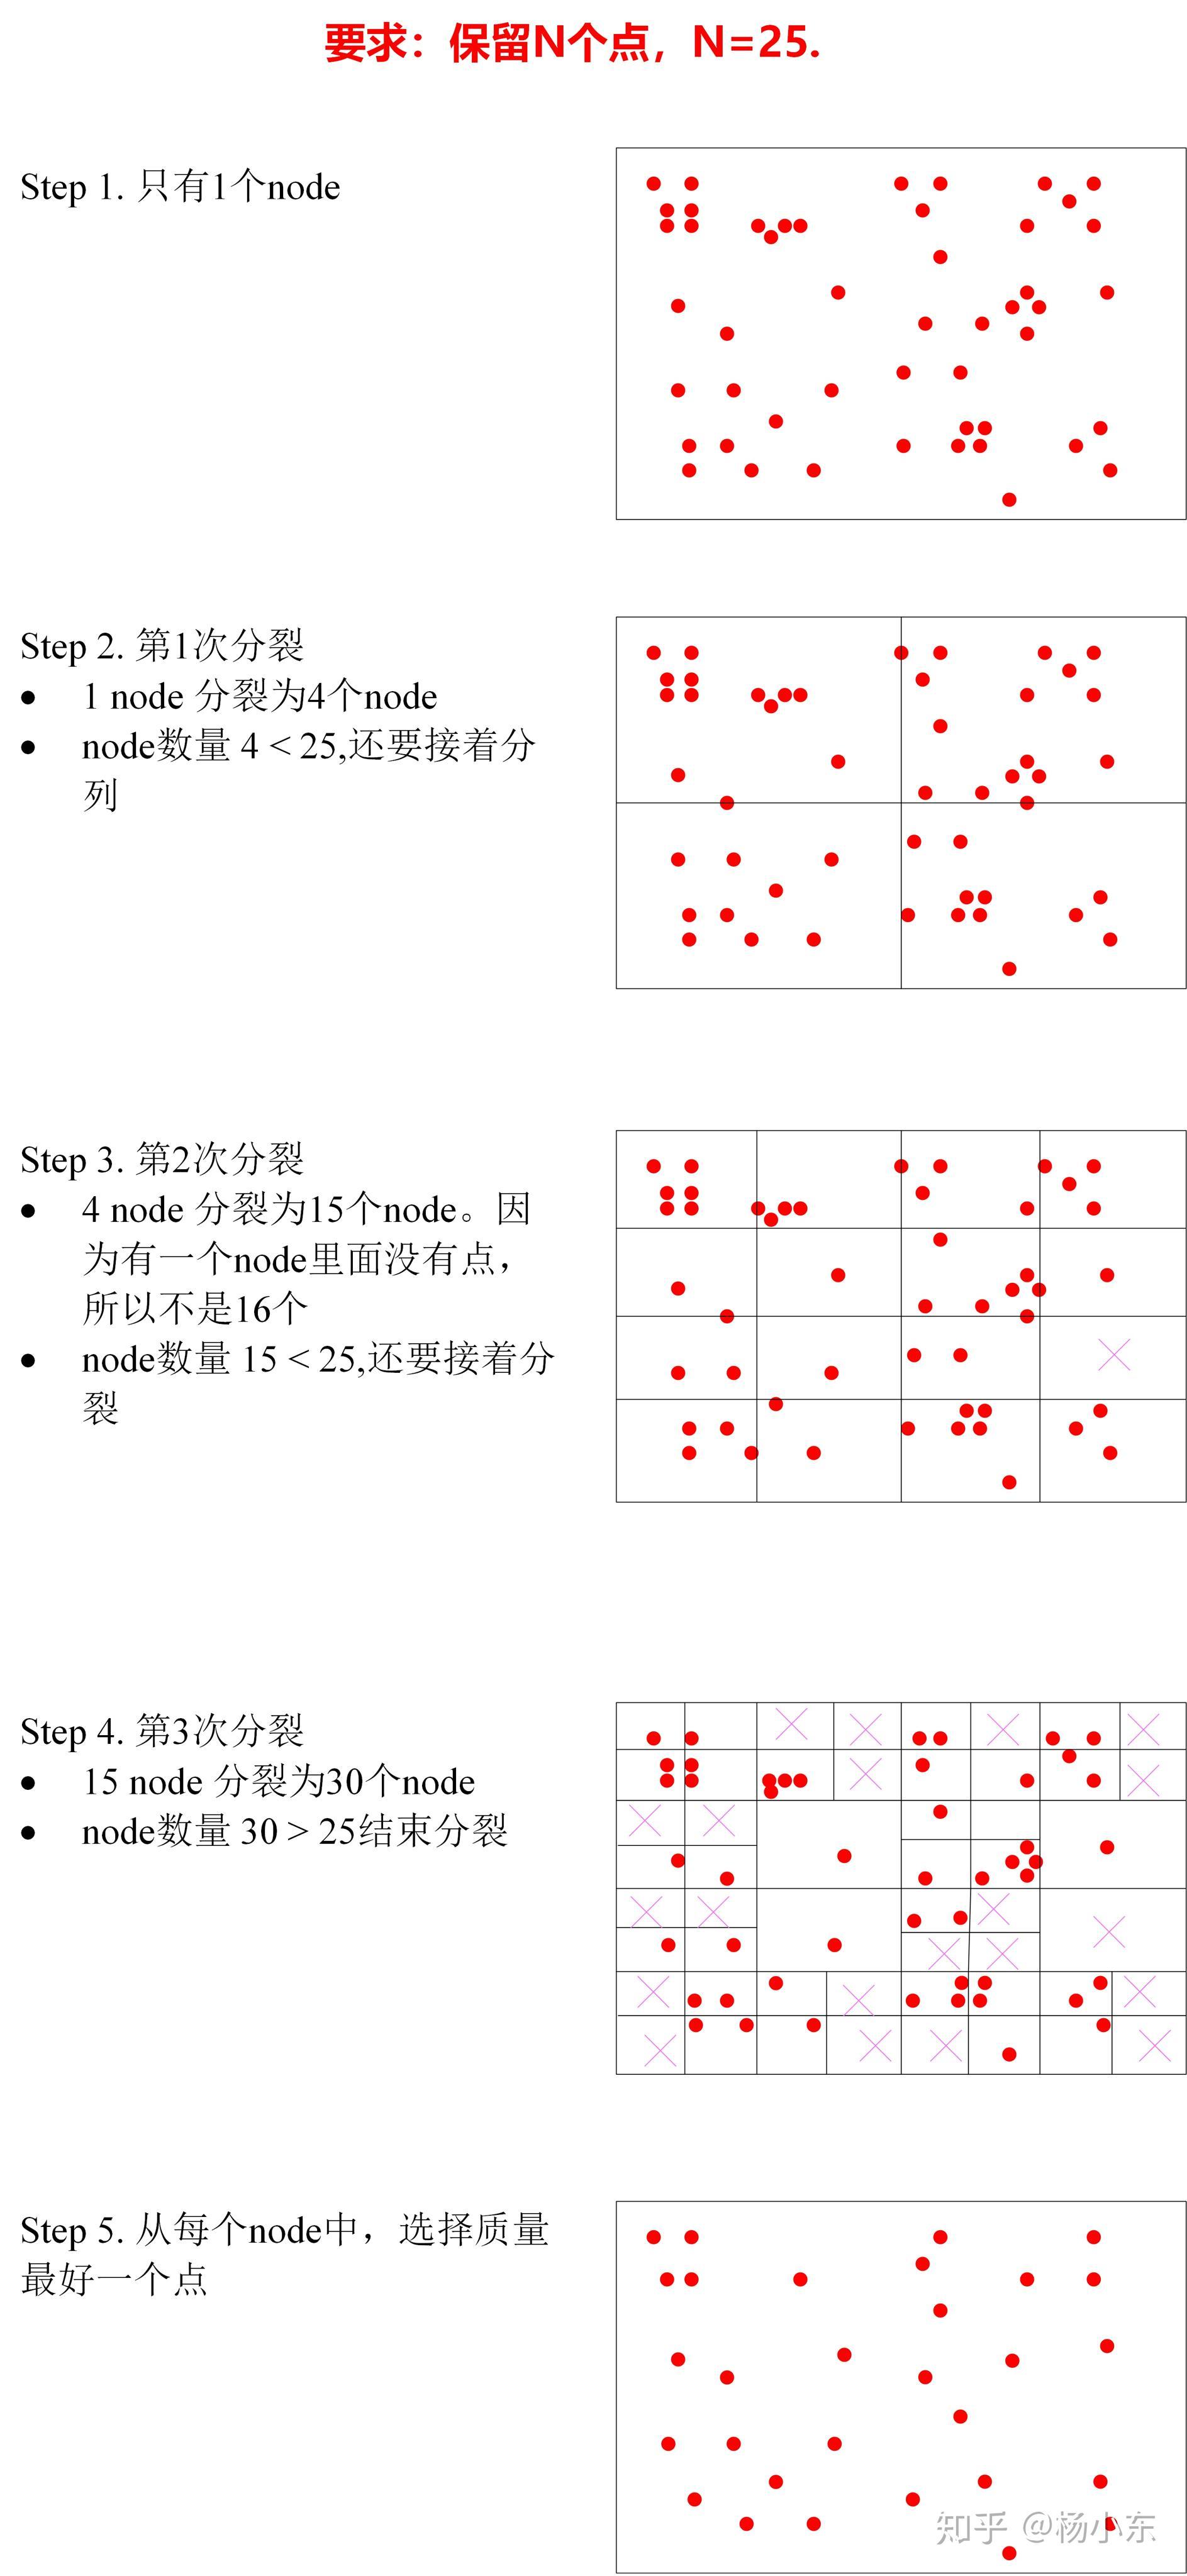 要求：保留N个点，N=25.
Step 1. 只有1个node
Step 2. 第1次分裂
• 1 node 分裂为4个node
• node数量 4 < 25,还要接着分
列
Step 3. 第2次分裂
• 4 node 分裂为15个node。因
为有一个node里面没有点，
所以不是16个
• node数量 15 < 25,还要接着分
裂
Step 4. 第3次分裂
• 15 node 分裂为30个node
• node数量 30 > 25结束分裂
Step 5. 从每个node中，选择质量
最好一个点
知乎 @杨小东